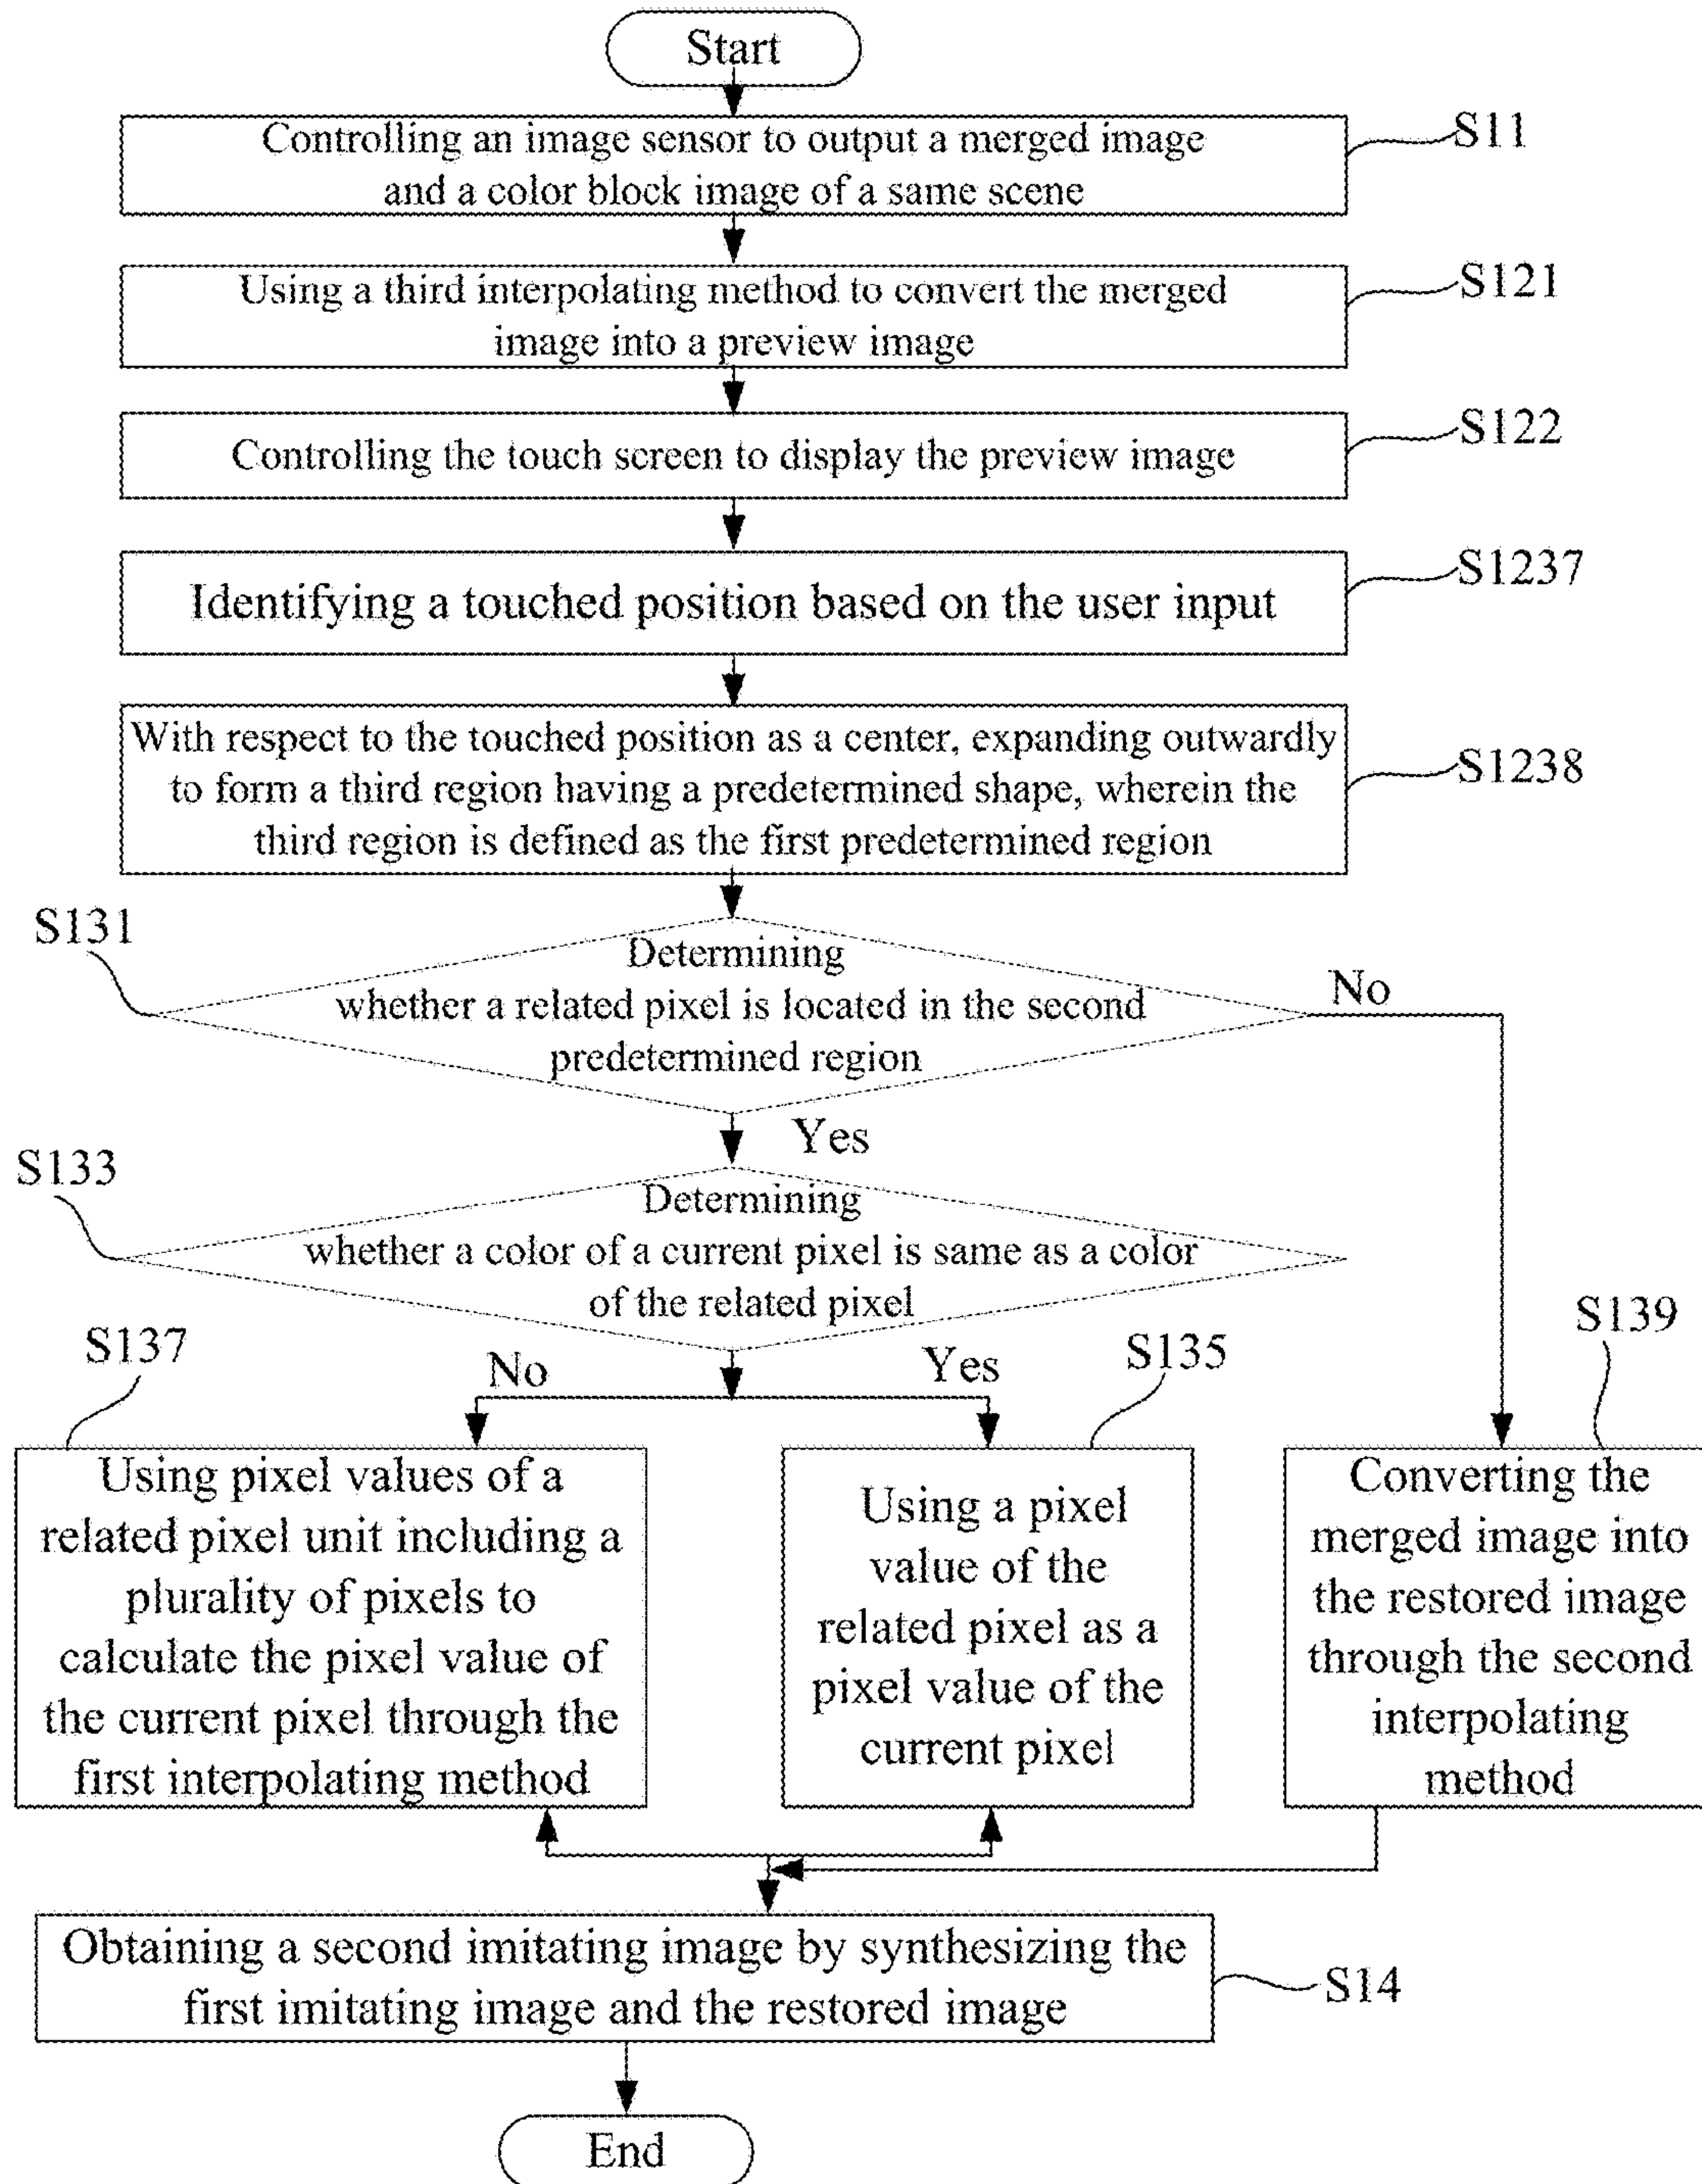 Start
Controlling an image sensor to output a merged image
and a color block image of a same scene
S11
Using a third interpolating method to convert the merged
image into a preview image
S121
Controlling the touch screen to display the preview image
S122
Identifying a touched position based on the user input
S1237
With respect to the touched position as a center, expanding outwardly
to form a third region having a predetermined shape, wherein the
third region is defined as the first predetermined region
S1238
S131
Determining
whether a related pixel is located in the second
predetermined region
No
Yes
S133
Determining
whether a color of a current pixel is same as a color
of the related pixel
S137
No
Yes
S135
S139
Using pixel values of a
related pixel unit including a
plurality of pixels to
calculate the pixel value of
the current pixel through the
first interpolating method
Using a pixel
value of the
related pixel as a
pixel value of the
current pixel
Converting the
merged image into
the restored image
through the second
interpolating
method
Obtaining a second imitating image by synthesizing the
first imitating image and the restored image
S14
End